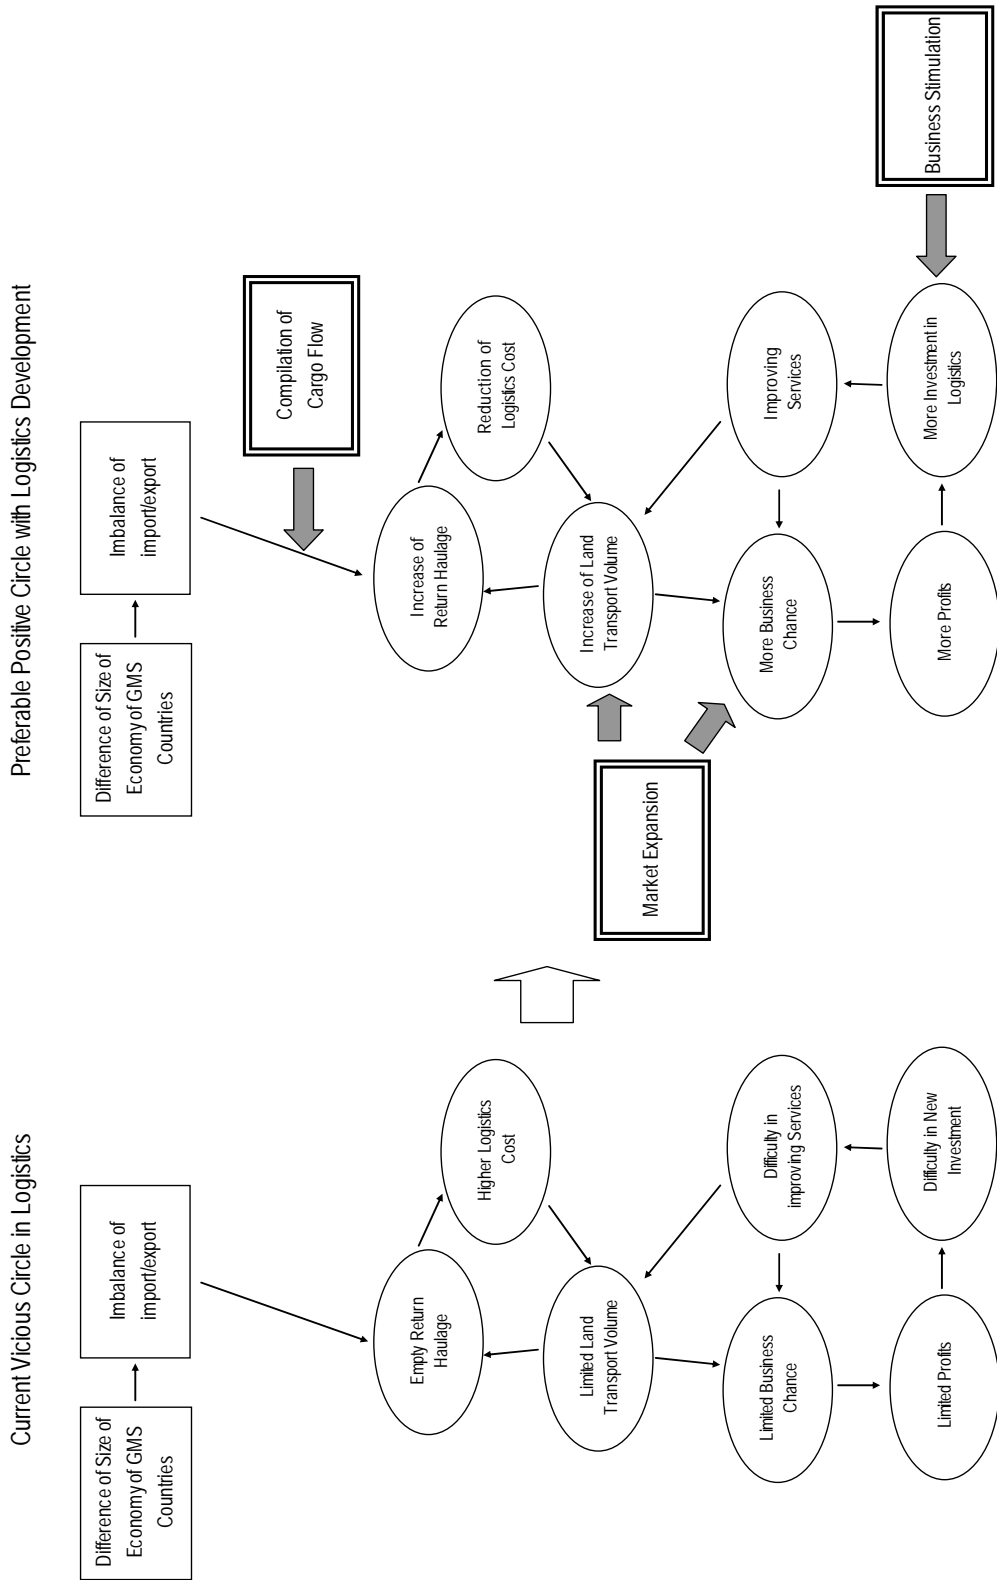 Current Vicious Circle in Logistics
Difference of Size of
Economy of GMS
Countries
Imbalance of
import/export
Empty Return
Haulage
Higher Logistics
Cost
Limited Land
Transport Volume
Limited Business
Chance
Difficulty in
improving Services
Limited Profits
Difficulty in New
Investment
Preferable Positive Circle with Logistics Development
Difference of Size of
Economy of GMS
Countries
Imbalance of
import/export
Compilation of
Cargo Flow
Increase of
Return Haulage
Reduction of
Logistics Cost
Increase of Land
Transport Volume
Market Expansion
More Business
Chance
Improving
Services
More Profits
More Investment in
Logistics
Business Stimulation